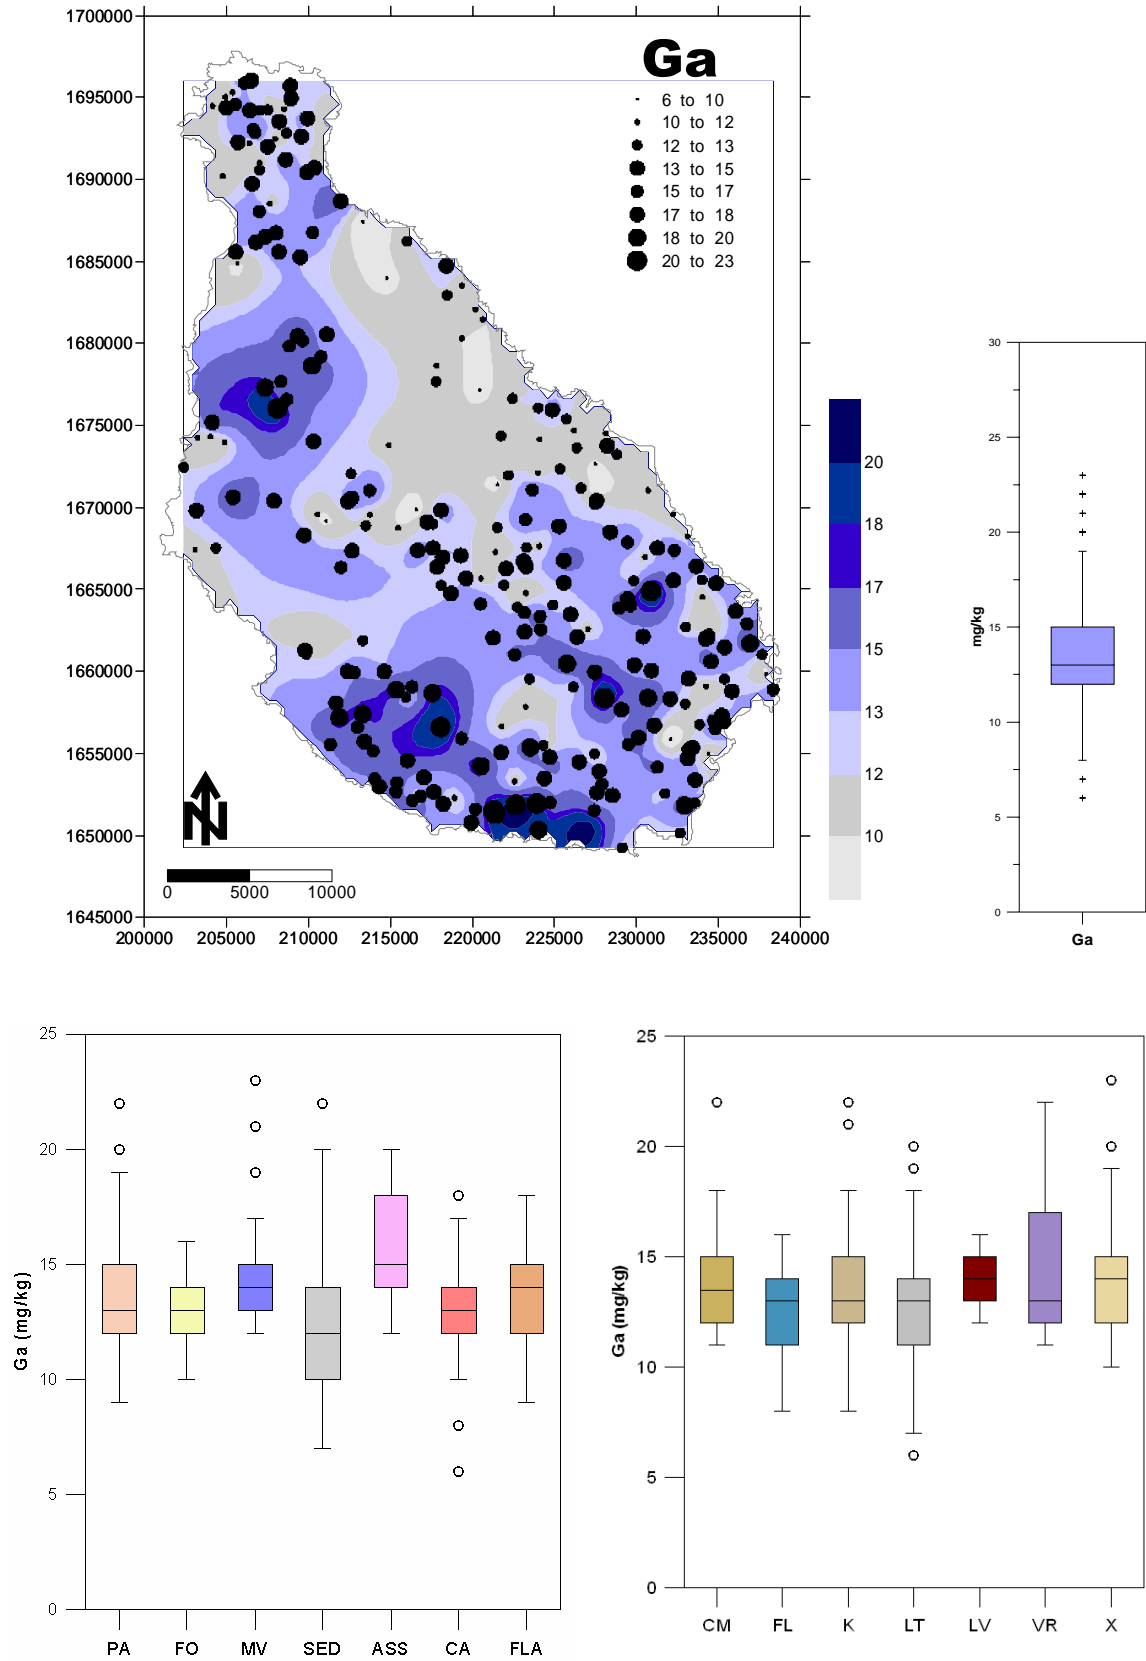 1700000
Ga
1695000
6 to 10
10 to 12
12 to 13
1690000
13 to 15
15 to 17
17 to 18
18 to 20
1685000
20 to 23
1680000
1675000
1670000
1665000
1660000
1655000
1650000
1645000
N
0 5000 10000
200000 205000 210000 215000 220000 225000 230000 235000 240000
20
18
17
15
13
12
10
30
25
20
15
10
5
0
mg/kg
Ga
25
20
15
10
5
0
Ga (mg/kg)
PA FO MV SED ASS CA FLA
25
20
15
10
5
0
Ga (mg/kg)
CM FL K LT LV VR X